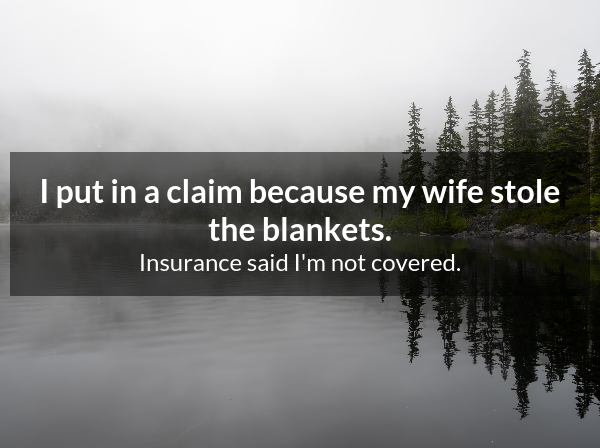 I put in a claim because my wife stole
the blankets.
Insurance said I'm not covered.